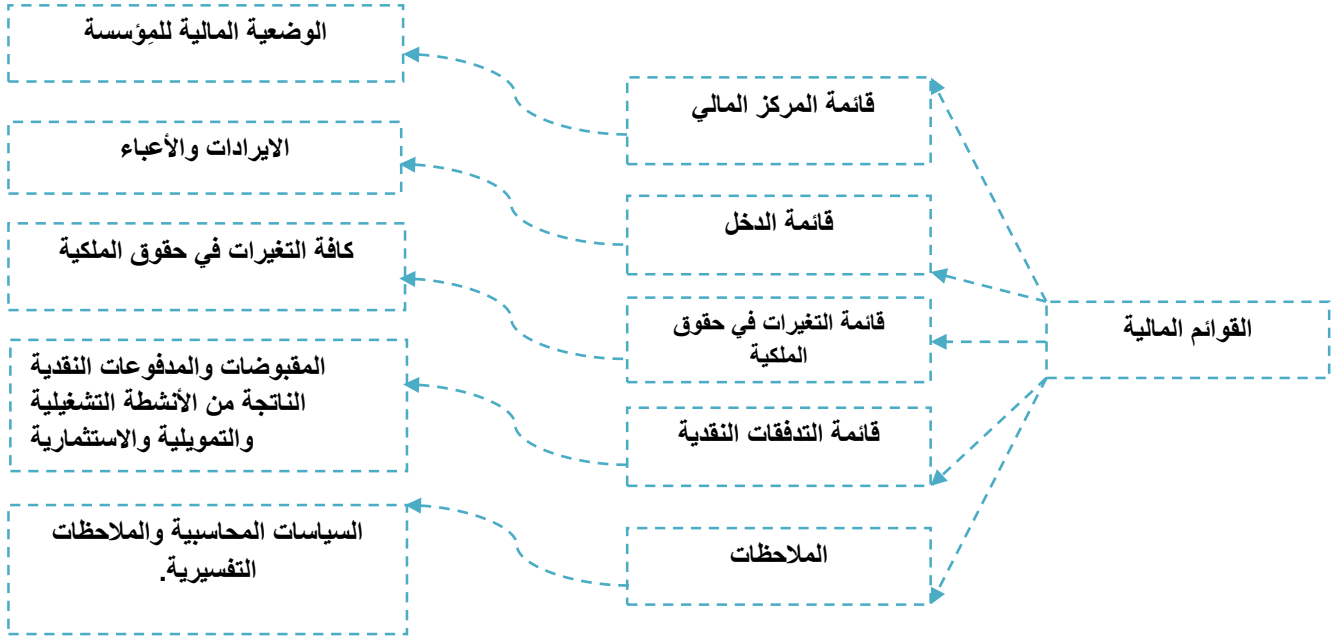 القوائم المالية
قائمة المركز المالي
الوضعية المالية للمِؤسسة
قائمة الدخل
الايرادات والأعباء
قائمة التغيرات في حقوق
الملكية
كافة التغيرات في حقوق الملكية
قائمة التدفقات النقدية
المقبوضات والمدفوعات النقدية
الناتجة من الأنشطة التشغيلية
والتمويلية والاستثمارية
الملاحظات
السياسات المحاسبية والملاحظات
التفسيرية.